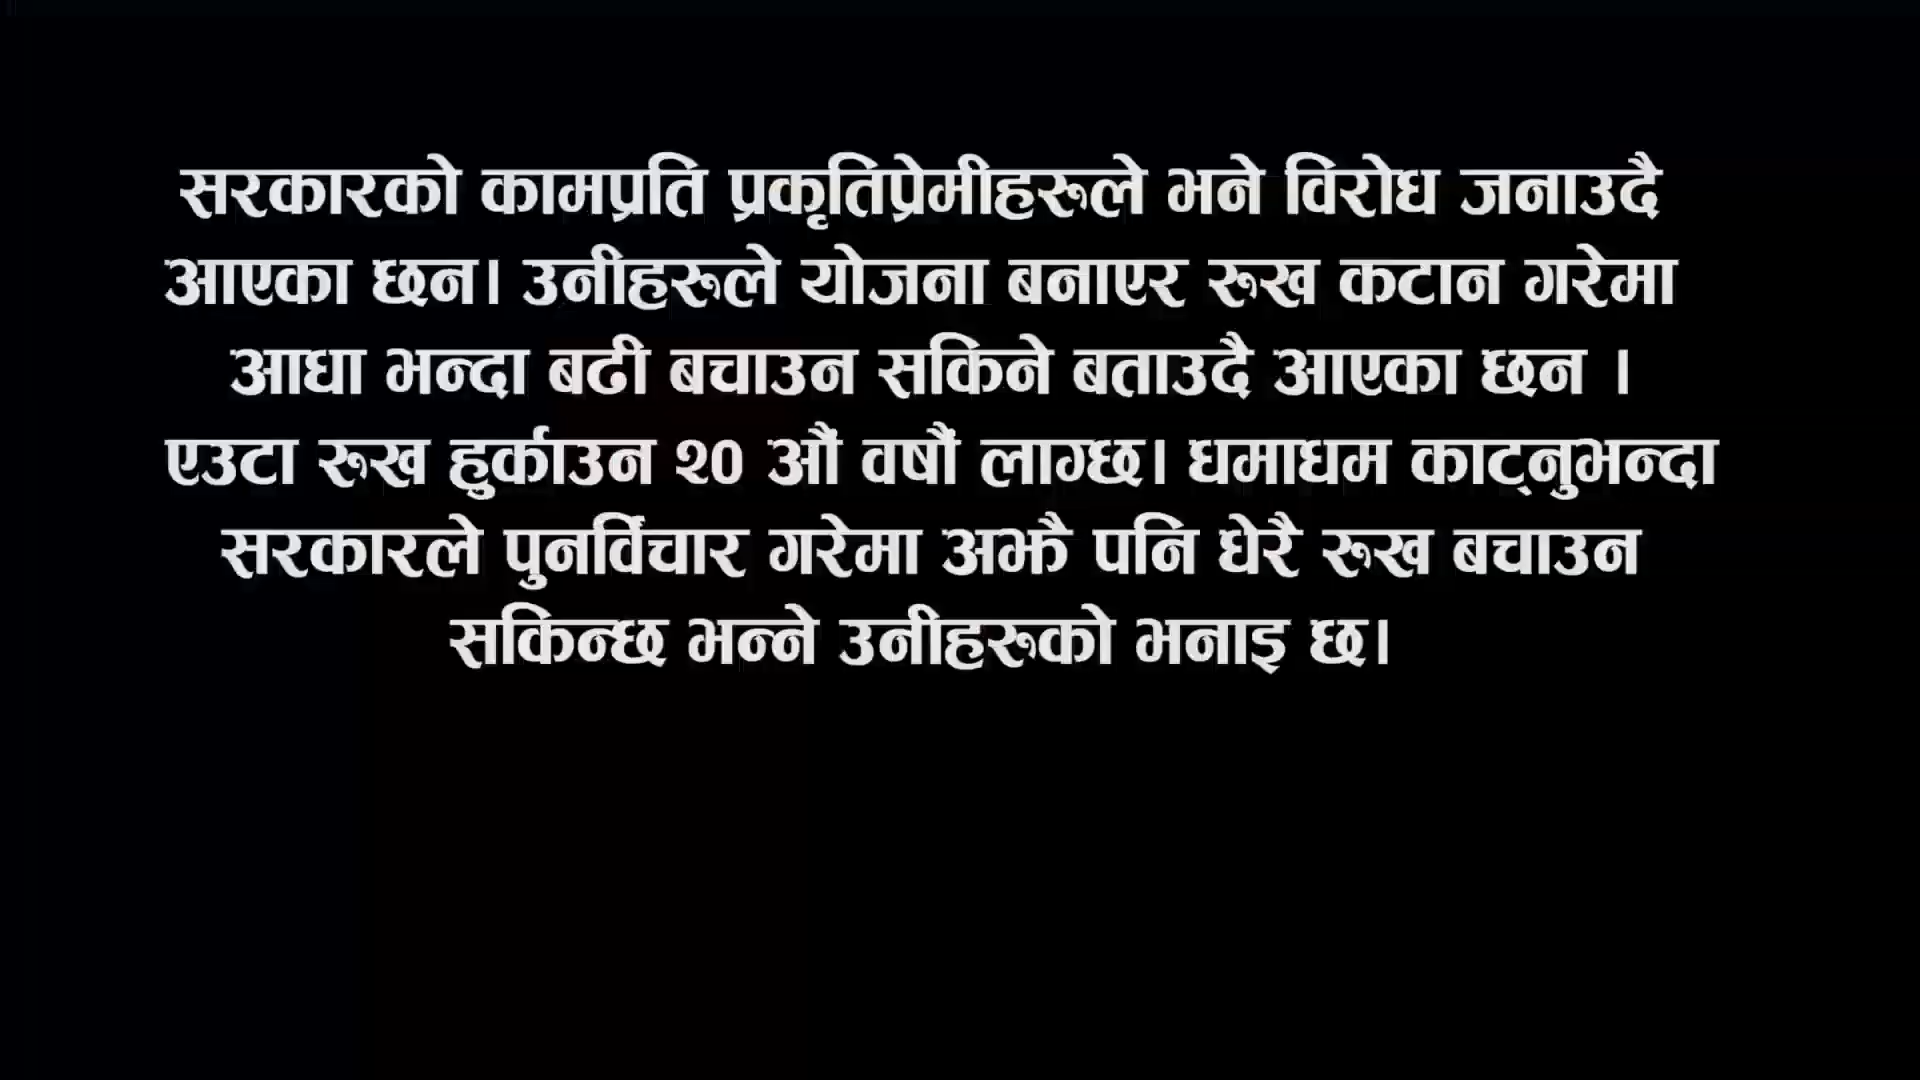 सरकारको कामप्रति प्रकृतिप्रेमीहरुले भने विरोध जनाउदै
आएका छन। उनीहरुले योजना बनाएर रुख कटान गरेमा
आधा भन्दा बढी बचाउन सकिने बताउदै आएका छन ।
एउटा रुख हुर्काउन २० औं वर्षौं लाग्छ। धमाधम काट्नुभन्दा
सरकारले पुनर्विचार गरेमा अझै पनि धेरै रुख बचाउन
सकिन्छ भन्ने उनीहरुको भनाइ छ।